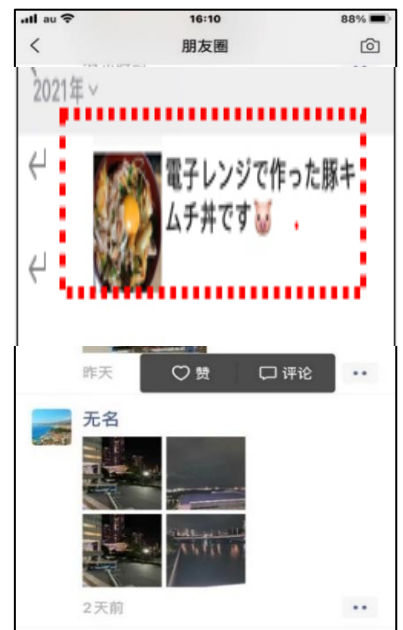 au 16:10 88%
朋友圈
2021年
電子レンジで作った豚キ
ムチ丼です🐷
昨天 赞 评论
无名
2天前